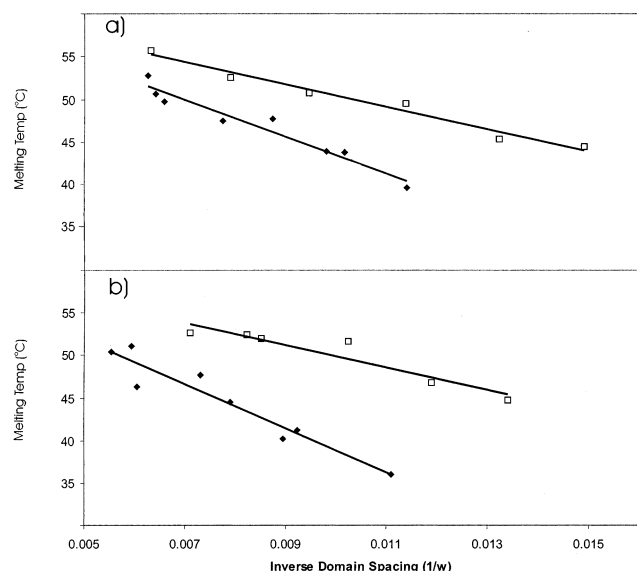 a)
55
50
45
40
35
Melting Temp (°C)
b)
55
50
45
40
35
Melting Temp (°C)
0.005 0.007 0.009 0.011 0.013 0.015
Inverse Domain Spacing (1/w)